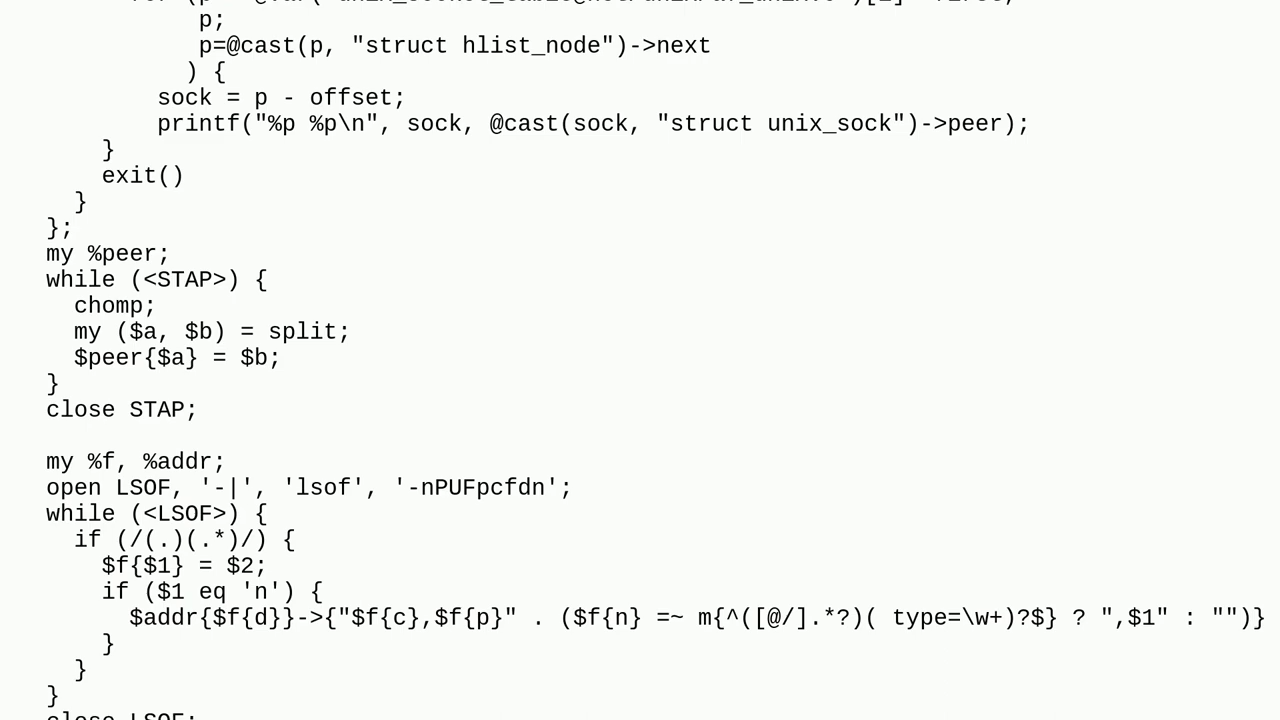 p;
p=@cast(p, "struct hlist_node")->next
) {
sock = p - offset;
printf("%p %p\n", sock, @cast(sock, "struct unix_sock")->peer);
}
exit()
}
};
my %peer;
while (<STAP>) {
chomp;
my ($a, $b) = split;
$peer{$a} = $b;
}
close STAP;
my %f, %addr;
open LSOF, '-|', 'lsof', '-nPUFpcfdn';
while (<LSOF>) {
if (/(.)(.*)/) {
$f{$1} = $2;
if ($1 eq 'n') {
$addr{$f{d}}->{"$f{c},$f{p}" . ($f{n} =~ m{^([@/].*?)( type=\w+)?$} ? ",$1" : "")}
}
}
}
close LSOF;